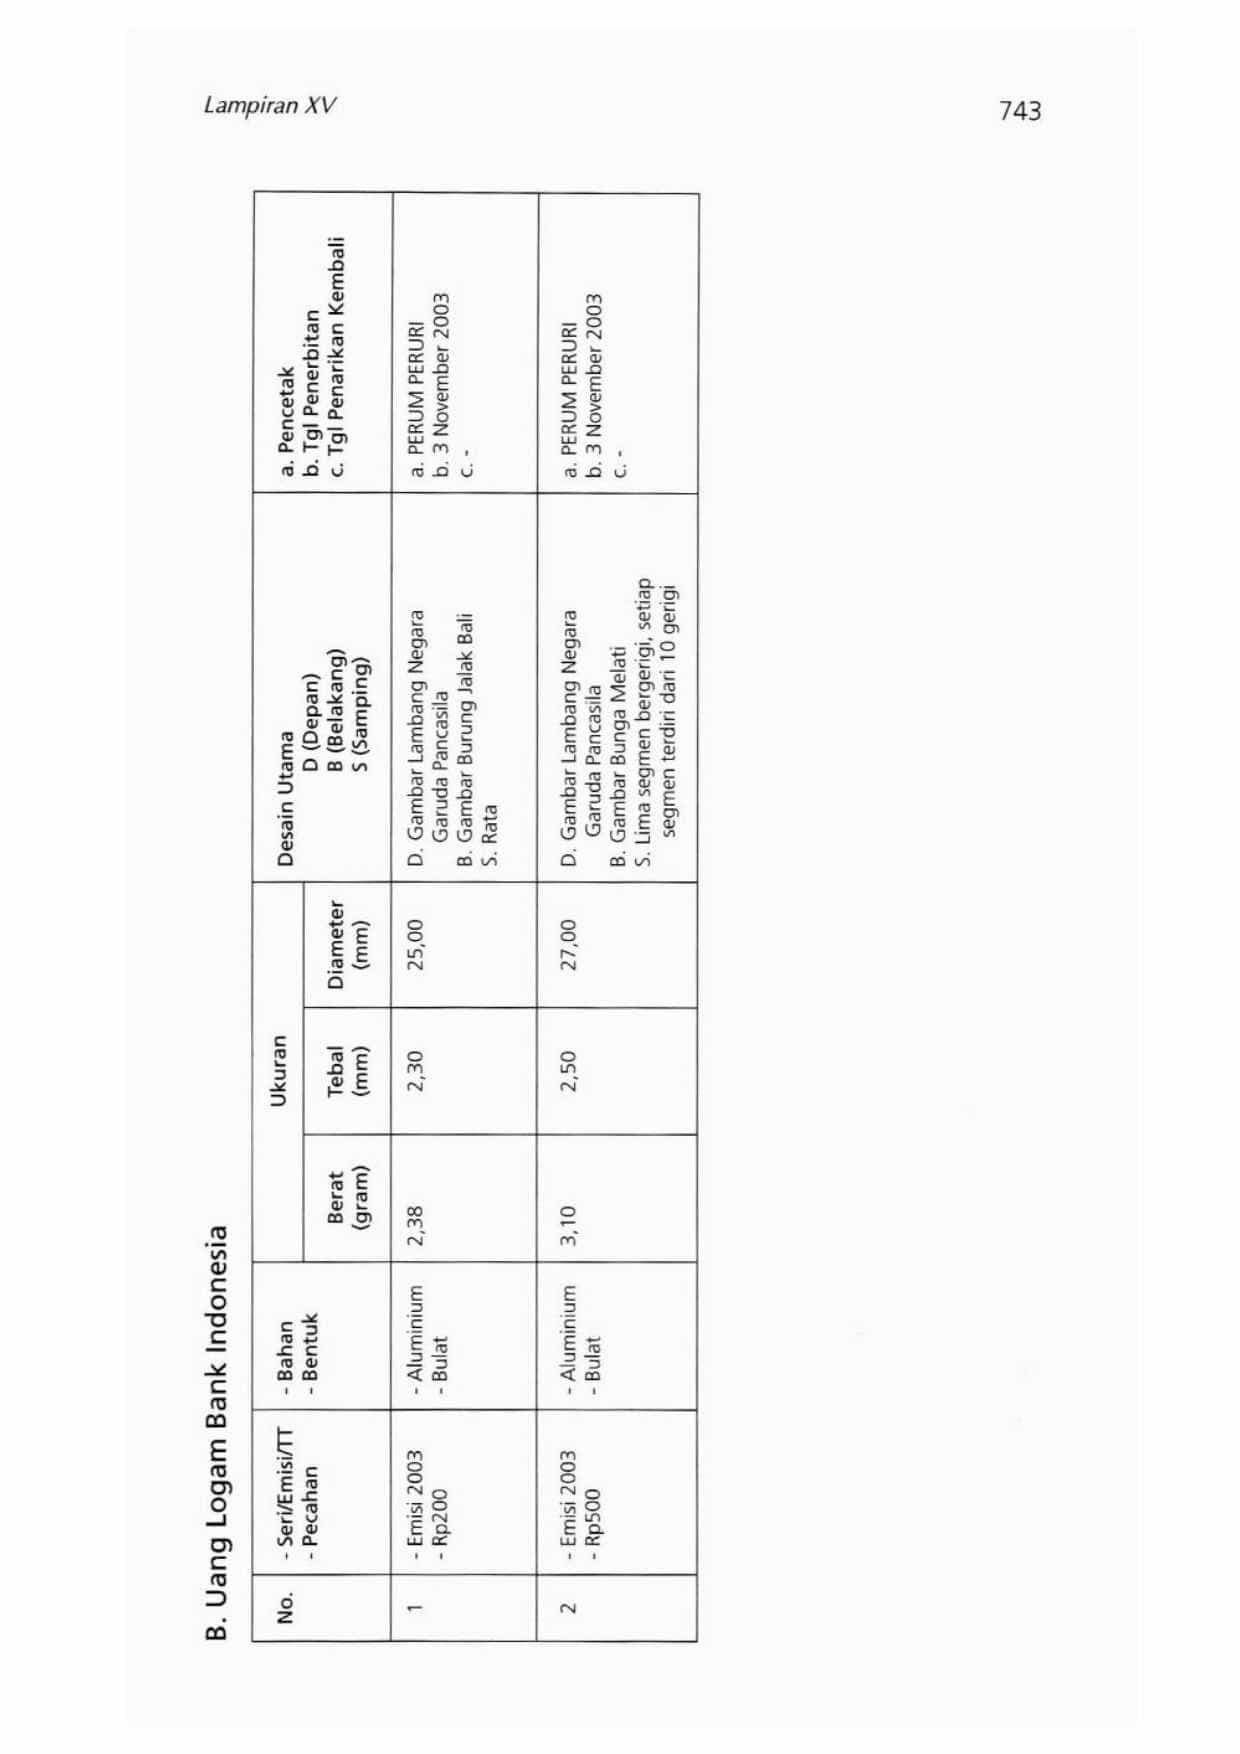 Lampiran XV
743
B. Uang Logam Bank Indonesia
No.
- Seri/Emisi/TT
- Pecahan
- Bahan
- Bentuk
Ukuran
Berat
(gram)
Tebal
(mm)
Diameter
(mm)
Desain Utama
D (Depan)
B (Belakang)
S (Samping)
a. Pencetak
b. Tgl Penerbitan
c. Tgl Penarikan Kembali
1
- Emisi 2003
- Rp200
- Aluminium
- Bulat
2,38
2,30
25,00
D. Gambar Lambang Negara
Garuda Pancasila
B. Gambar Burung Jalak Bali
S. Rata
a. PERUM PERURI
b. 3 November 2003
c. -
2
- Emisi 2003
- Rp500
- Aluminium
- Bulat
3,10
2,50
27,00
D. Gambar Lambang Negara
Garuda Pancasila
B. Gambar Bunga Melati
S. Lima segmen bergerigi, setiap
segmen terdiri dari 10 gerigi
a. PERUM PERURI
b. 3 November 2003
c. -